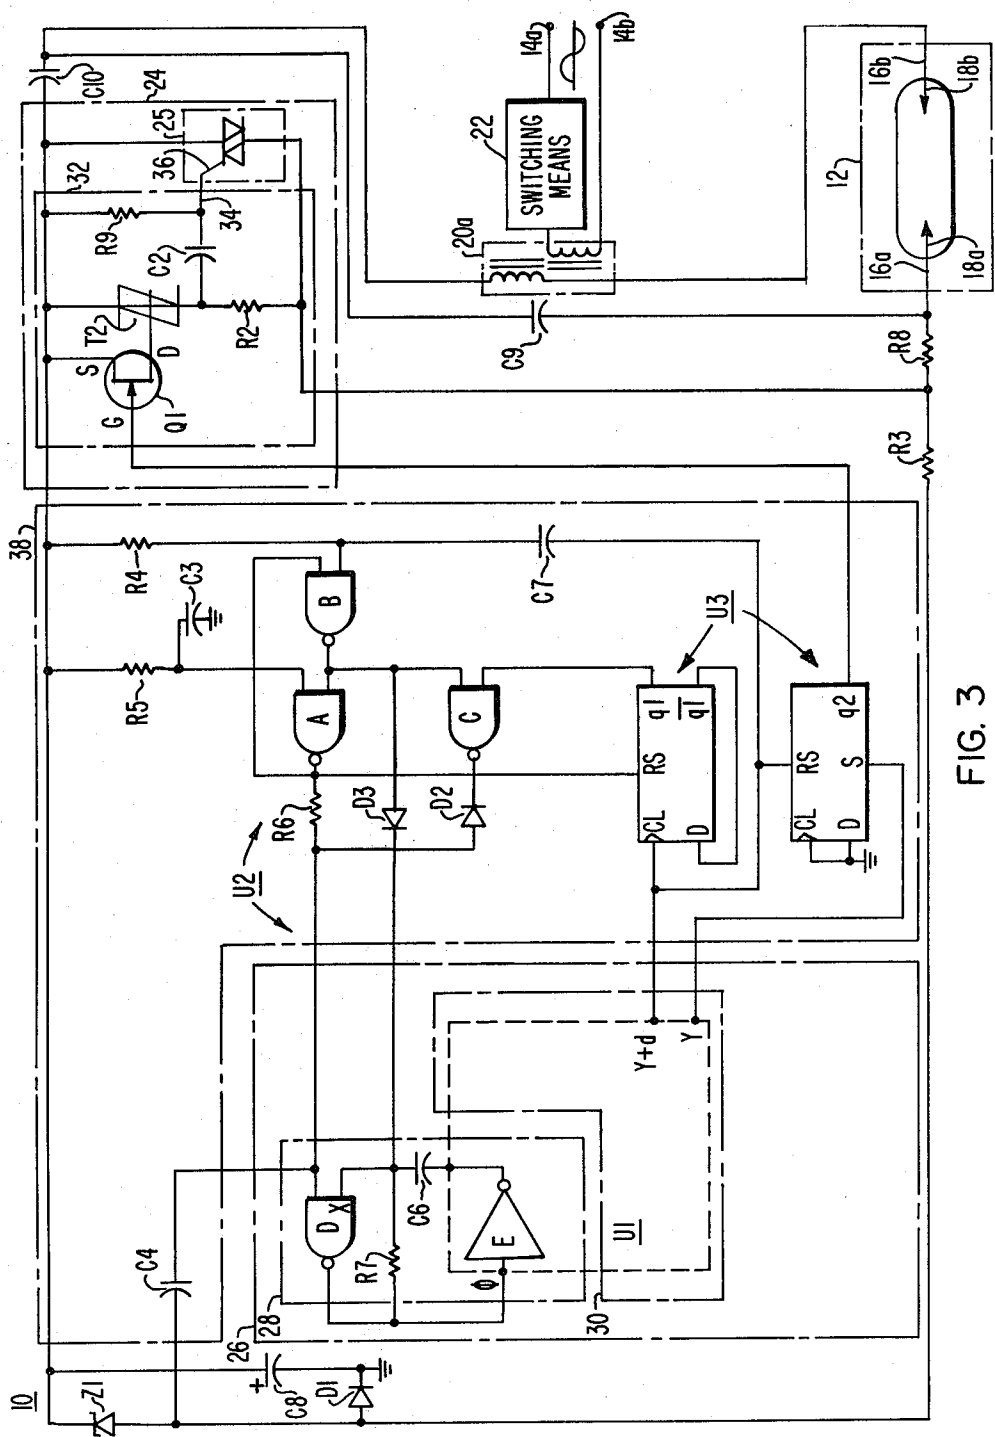 10
Z1
38
R5
C3
R4
32
24
C10
R9
25
36
34
C2
T2
S
D
G
Q1
R2
C4
26
28
+
C8
D1
D
X
R7
C6
E
Φ
30
U1
U2
R6
D3
A
B
C
D2
C7
C9
20a
22
SWITCHING
MEANS
14a
14b
Y+d
Y
CL
RS
D
q1
q1
U3
CL
RS
D
S
q2
R3
R8
12
16a
18a
16b
18b
FIG. 3